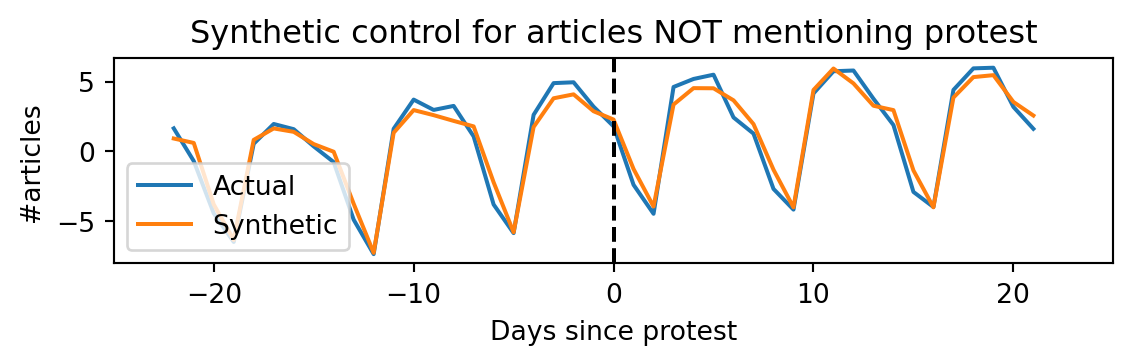 Synthetic control for articles NOT mentioning protest
#articles
5
0
−5
Actual
Synthetic
−20
−10
0
10
20
Days since protest